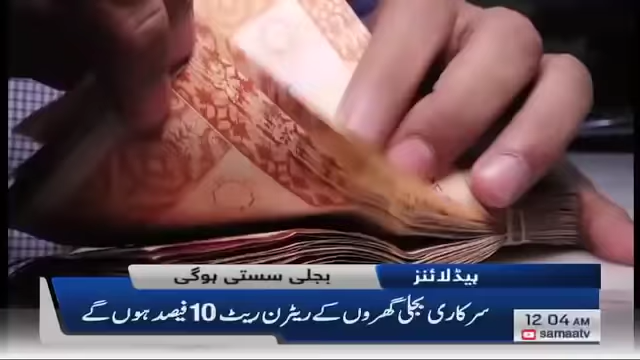 ہیڈلائنز
بجلی سستی ہوگی
سرکاری بجلی گھروں کے ریٹرن ریٹ 10 فیصد ہوں گے
12 04 AM
samaatv